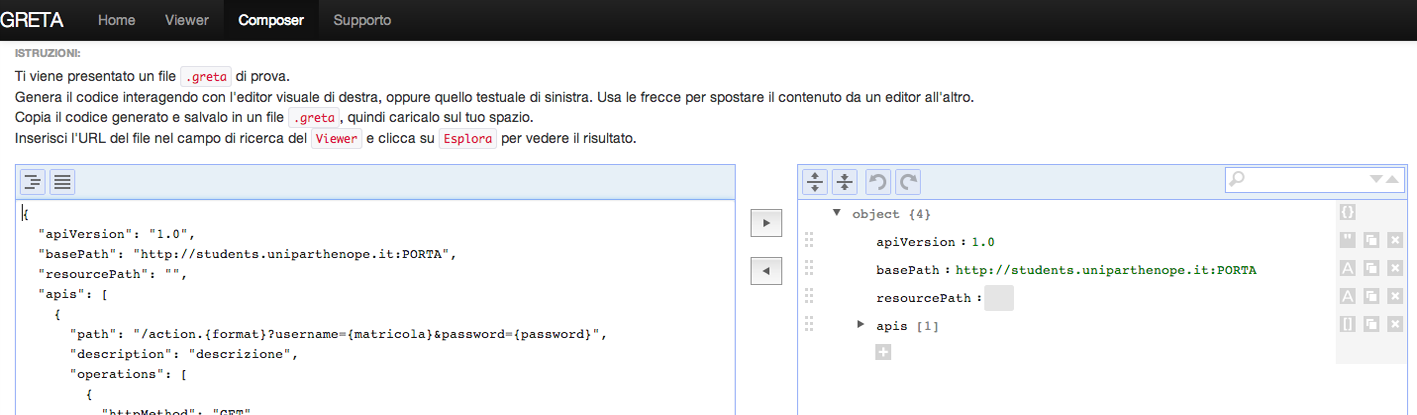 GRETA Home Viewer Composer Supporto
ISTRUZIONI:
Ti viene presentato un file .greta di prova.
Genera il codice interagendo con l'editor visuale di destra, oppure quello testuale di sinistra. Usa le frecce per spostare il contenuto da un editor all'altro.
Copia il codice generato e salvalo in un file .greta, quindi caricalo sul tuo spazio.
Inserisci l'URL del file nel campo di ricerca del Viewer e clicca su Esplora per vedere il risultato.
{
"apiVersion": "1.0",
"basePath": "http://students.uniparthenope.it:PORTA",
"resourcePath": "",
"apis": [
{
"path": "/action.{format}?username={matricola}&password={password}",
"description": "descrizione",
"operations": [
{
"httpMethod": "GET"
object {4}
apiVersion : 1.0
basePath : http://students.uniparthenope.it:PORTA
resourcePath :
apis [1]